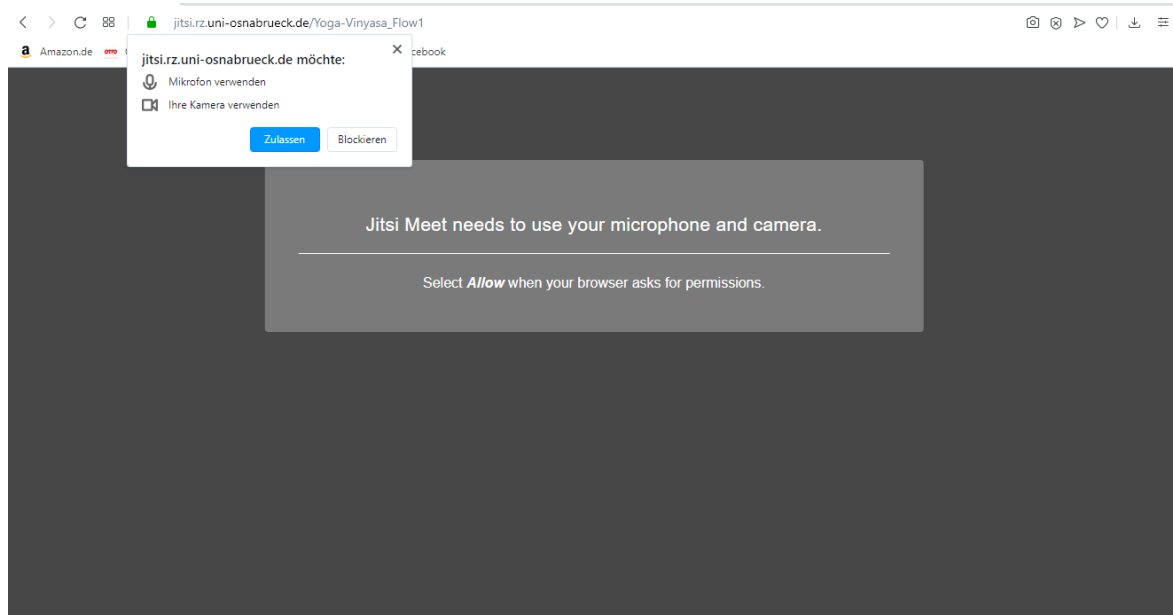 jitsi.rz.uni-osnabrueck.de/Yoga-Vinyasa_Flow1
a Amazon.de OTTO
cebook
jitsi.rz.uni-osnabrueck.de möchte:
Mikrofon verwenden
Ihre Kamera verwenden
Zulassen Blockieren
Jitsi Meet needs to use your microphone and camera.
Select Allow when your browser asks for permissions.